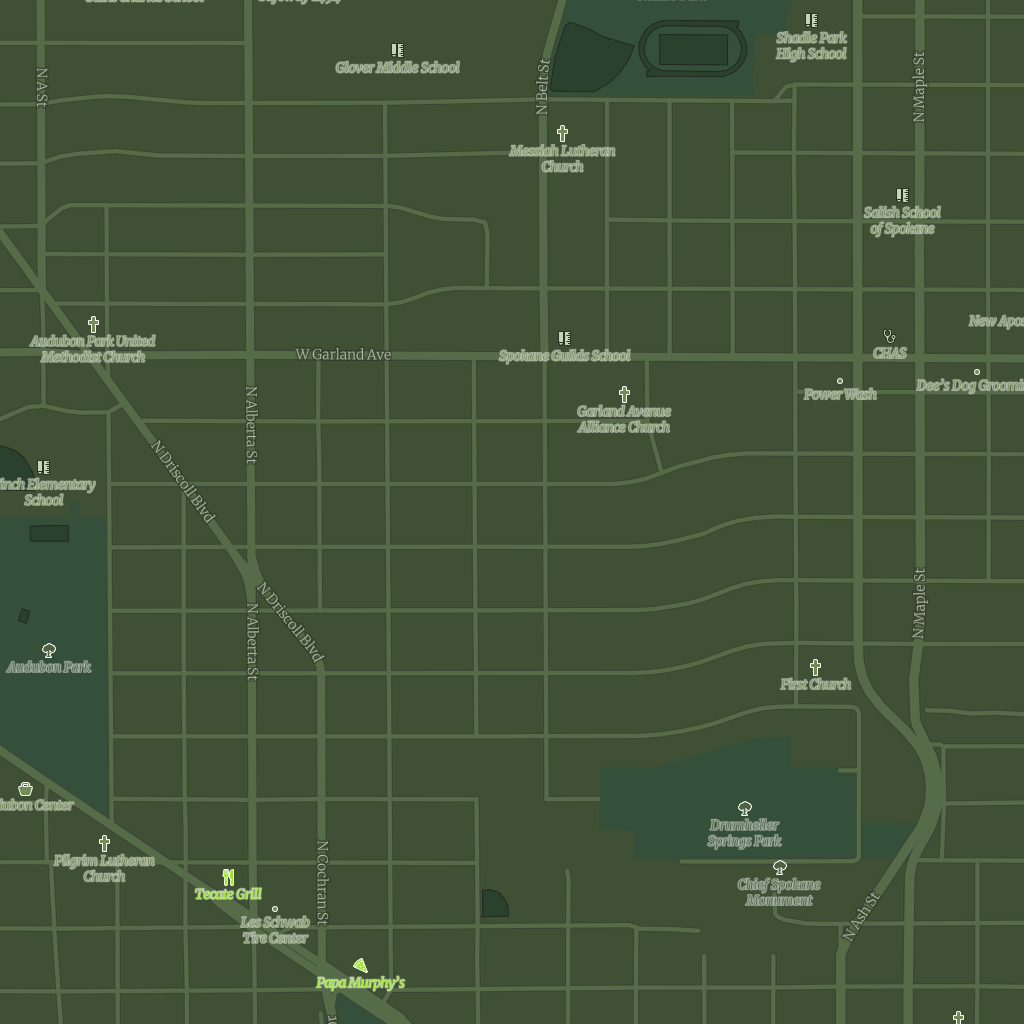 Glover Middle School
Shadle Park
High School
N A St
N Belt St
N Maple St
Messiah Lutheran
Church
Salish School
of Spokane
Audubon Park United
Methodist Church
W Garland Ave
Spokane Guilds School
CHAS
New Apos
Power Wash
Dee's Dog Groomin
Garland Avenue
Alliance Church
N Alberta St
N Driscoll Blvd
inch Elementary
School
N Driscoll Blvd
N Alberta St
N Maple St
Audubon Park
First Church
ubon Center
Drumheller
Springs Park
Pilgrim Lutheran
Church
Chief Spokane
Monument
Tecate Grill
N Cochran St
Les Schwab
Tire Center
N Ash St
Papa Murphy's